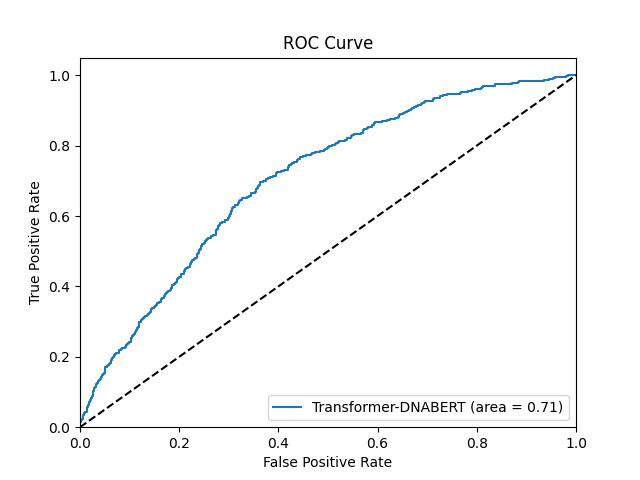 ROC Curve
True Positive Rate
1.0
0.8
0.6
0.4
0.2
0.0
0.0 0.2 0.4 0.6 0.8 1.0
False Positive Rate
Transformer-DNABERT (area = 0.71)